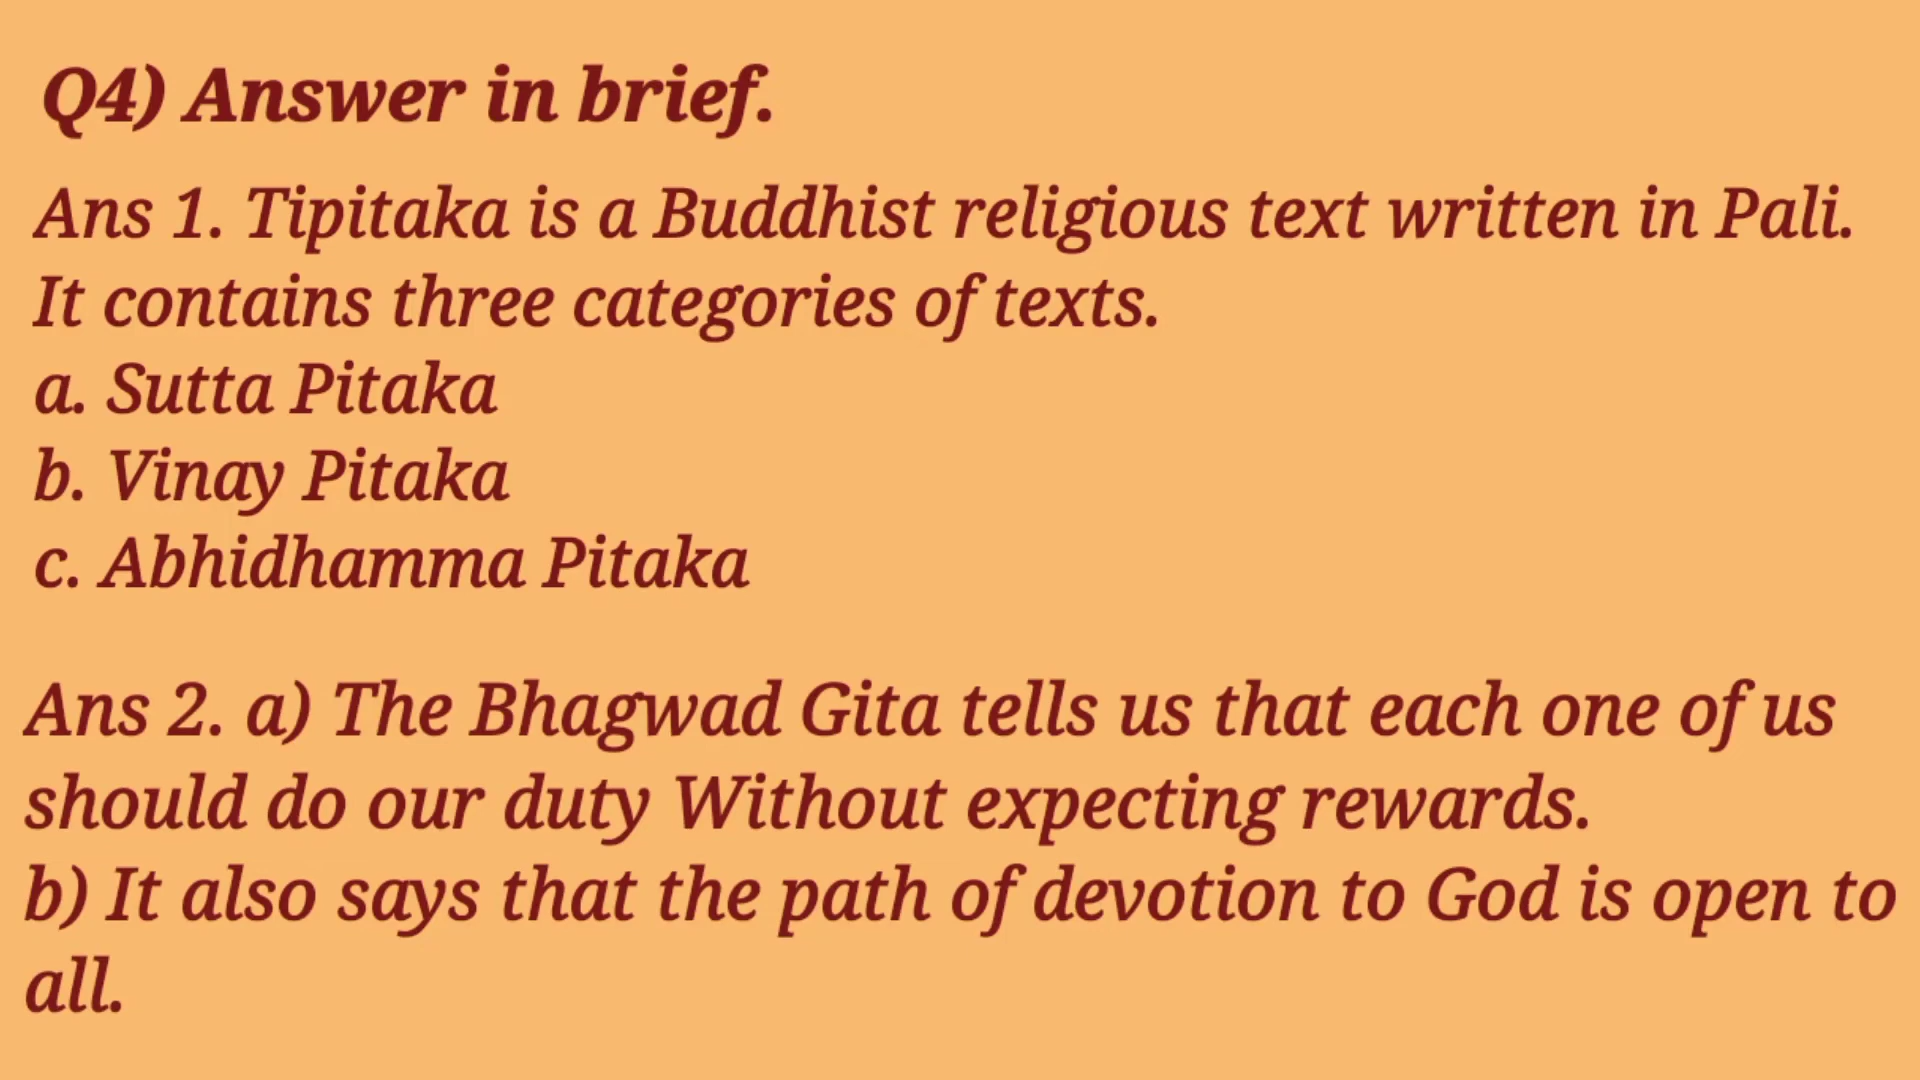 Q4) Answer in brief.
Ans 1. Tipitaka is a Buddhist religious text written in Pali.
It contains three categories of texts.
a. Sutta Pitaka
b. Vinay Pitaka
c. Abhidhamma Pitaka
Ans 2. a) The Bhagwad Gita tells us that each one of us
should do our duty Without expecting rewards.
b) It also says that the path of devotion to God is open to
all.